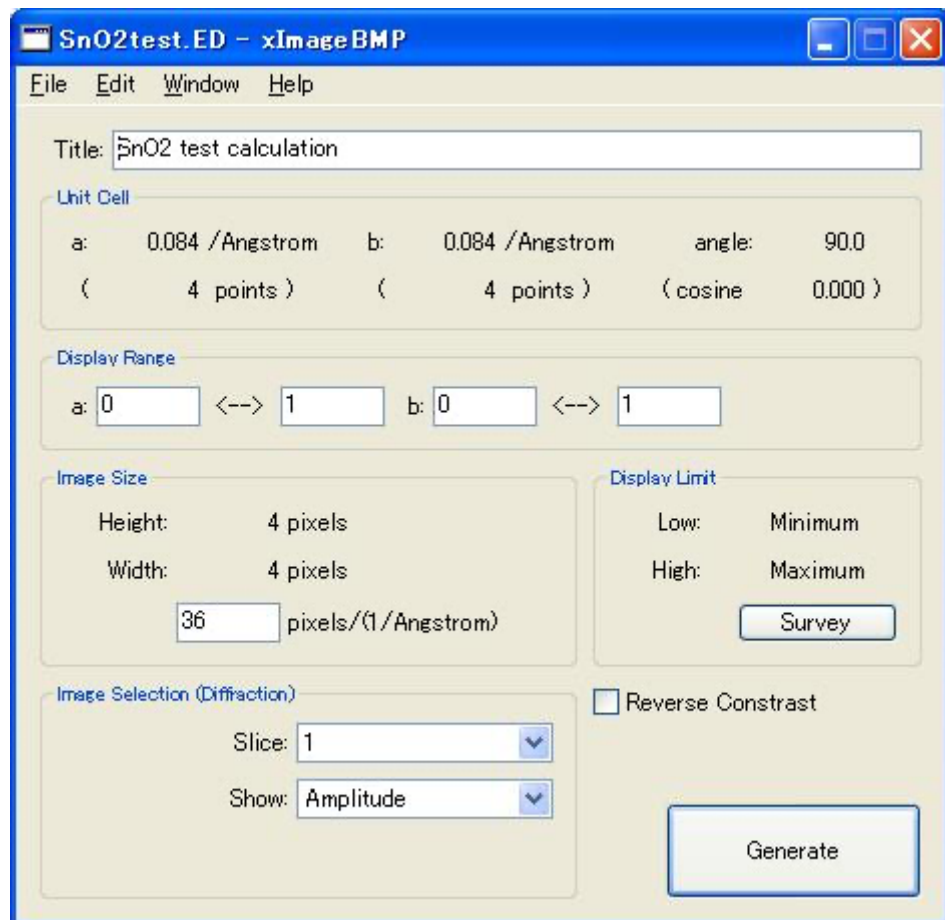 SnO2test.ED - xImageBMP
File Edit Window Help
Title: SnO2 test calculation
Unit Cell
a: 0.084 /Angstrom b: 0.084 /Angstrom angle: 90.0
( 4 points ) ( 4 points ) ( cosine 0.000 )
Display Range
a: 0 <--> 1 b: 0 <--> 1
Image Size
Height: 4 pixels
Width: 4 pixels
36 pixels/(1/Angstrom)
Display Limit
Low: Minimum
High: Maximum
Survey
Image Selection (Diffraction)
Slice: 1
Show: Amplitude
Reverse Constrast
Generate